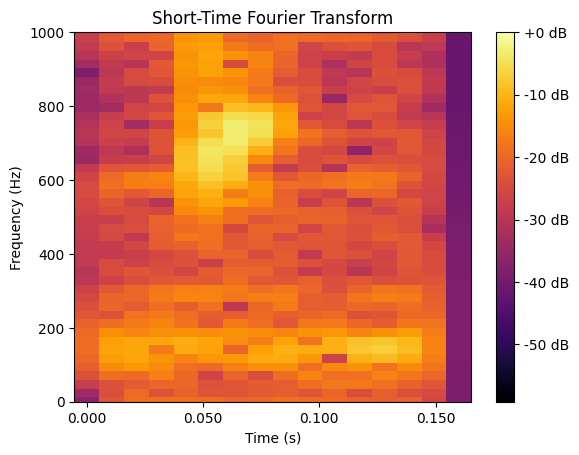 Short-Time Fourier Transform
Frequency (Hz)
1000
800
600
400
200
0
0.000
0.050
0.100
0.150
Time (s)
+0 dB
-10 dB
-20 dB
-30 dB
-40 dB
-50 dB